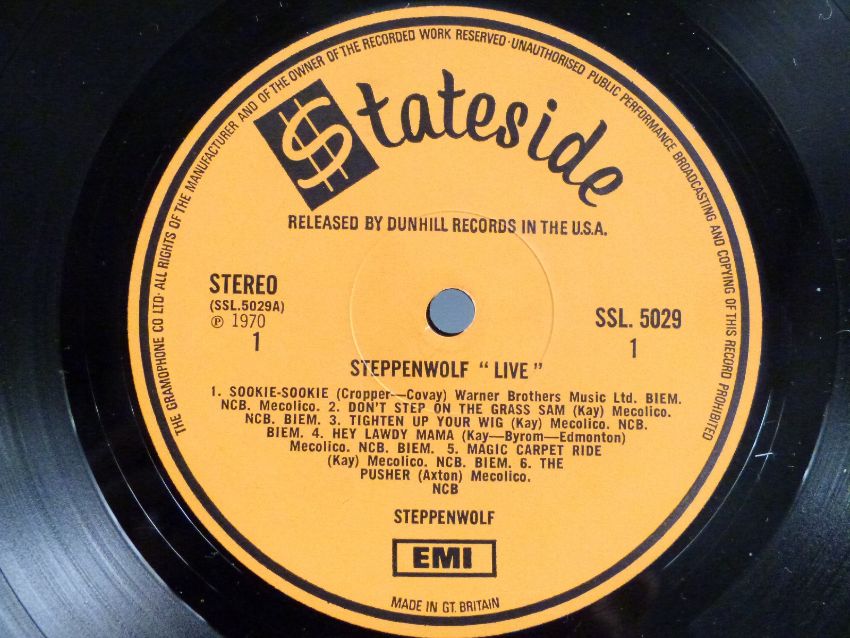 THE GRAMOPHONE CO LTD· ALL RIGHTS OF THE MANUFACTURER AND OF THE OWNER OF THE RECORDED WORK RESERVED · UNAUTHORISED PUBLIC PERFORMANCE BROADCASTING AND COPYING OF THIS RECORD PROHIBITED
$tateside
RELEASED BY DUNHILL RECORDS IN THE U.S.A.
STEREO
(SSL.5029A)
℗ 1970
1
SSL. 5029
1
STEPPENWOLF “ LIVE ”
1. SOOKIE-SOOKIE (Cropper—Covay) Warner Brothers Music Ltd. BIEM.
NCB. Mecolico. 2. DON'T STEP ON THE GRASS SAM (Kay) Mecolico.
NCB. BIEM. 3. TIGHTEN UP YOUR WIG (Kay) Mecolico. NCB.
BIEM. 4. HEY LAWDY MAMA (Kay—Byrom—Edmonton)
Mecolico. NCB. BIEM. 5. MAGIC CARPET RIDE
(Kay) Mecolico. NCB. BIEM. 6. THE
PUSHER (Axton) Mecolico.
NCB
STEPPENWOLF
EMI
MADE IN GT. BRITAIN